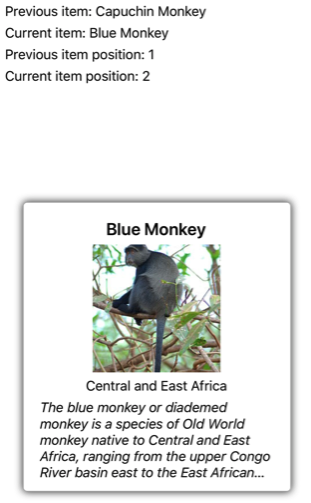 Previous item: Capuchin Monkey
Current item: Blue Monkey
Previous item position: 1
Current item position: 2
Blue Monkey
Central and East Africa
The blue monkey or diademed
monkey is a species of Old World
monkey native to Central and East
Africa, ranging from the upper Congo
River basin east to the East African...